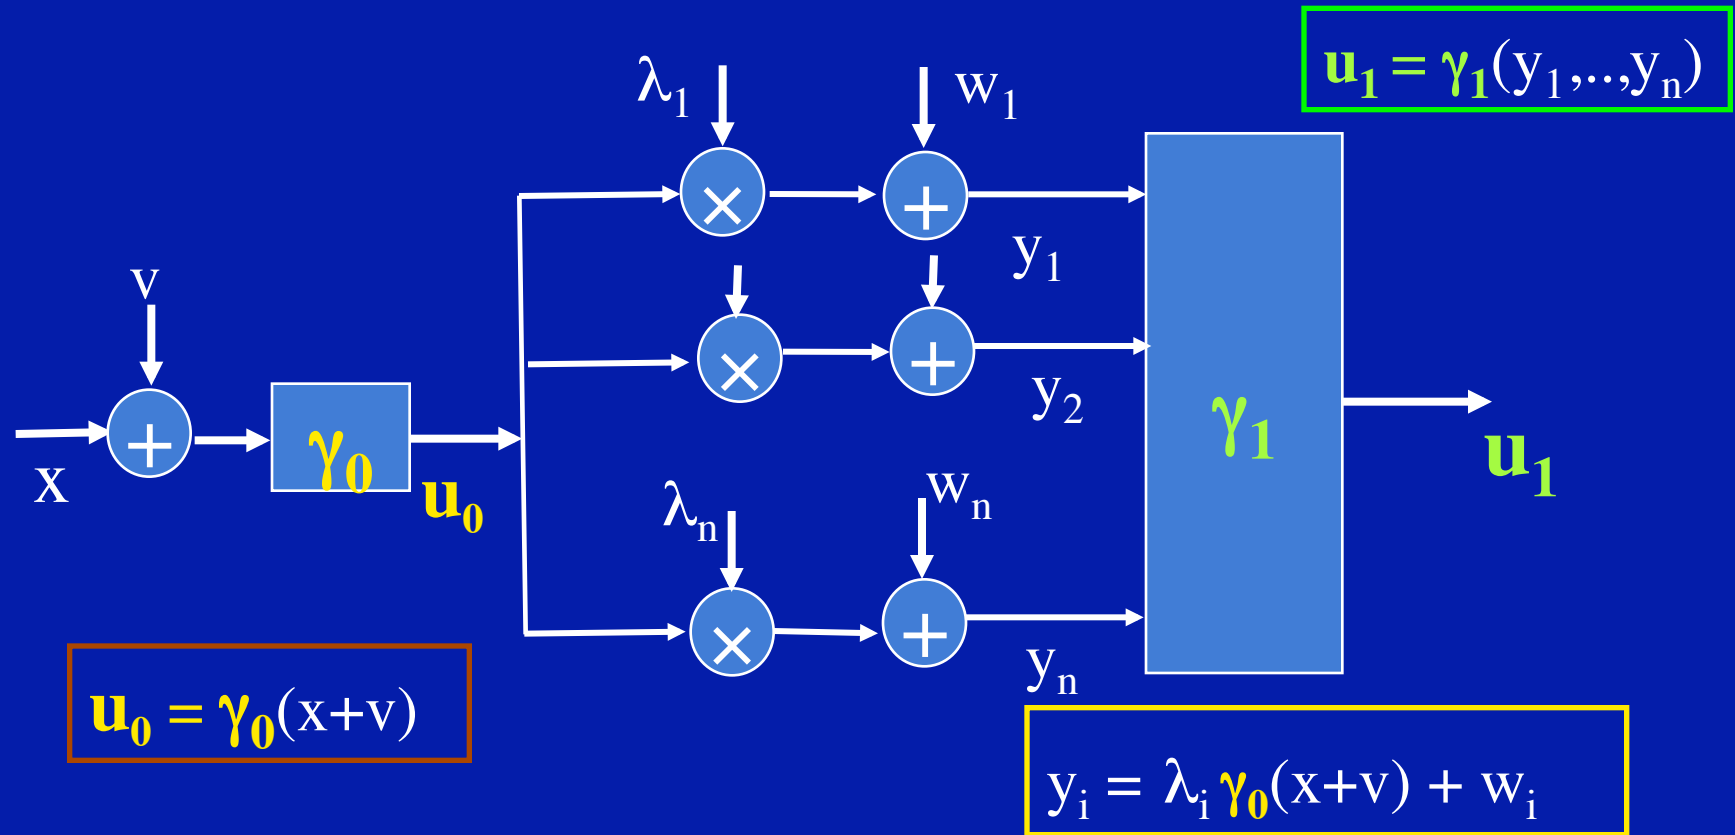 u₁ = γ₁(y₁,..,yₙ)
λ₁
w₁
×
+
y₁
v
×
+
y₂
+
x
γ₀
u₀
γ₁
u₁
λₙ
wₙ
×
+
yₙ
u₀ = γ₀(x+v)
yᵢ = λᵢ γ₀(x+v) + wᵢ